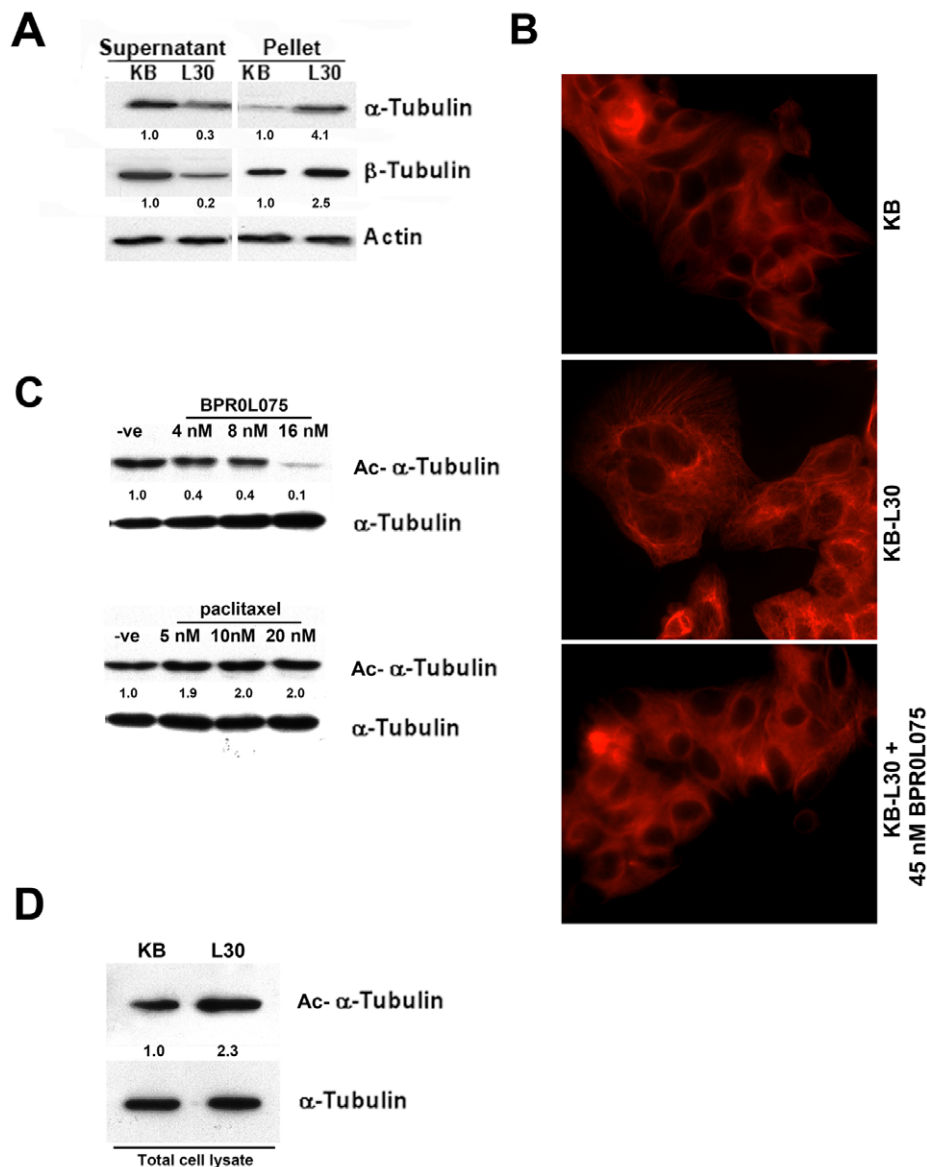 A
Supernatant Pellet
KB L30 KB L30
α-Tubulin
1.0 0.3 1.0 4.1
β-Tubulin
1.0 0.2 1.0 2.5
Actin
B
KB
KB-L30
KB-L30 +
45 nM BPR0L075
C
BPR0L075
-ve 4 nM 8 nM 16 nM
Ac- α-Tubulin
1.0 0.4 0.4 0.1
α-Tubulin
paclitaxel
-ve 5 nM 10nM 20 nM
Ac- α-Tubulin
1.0 1.9 2.0 2.0
α-Tubulin
D
KB L30
Ac- α-Tubulin
1.0 2.3
α-Tubulin
Total cell lysate